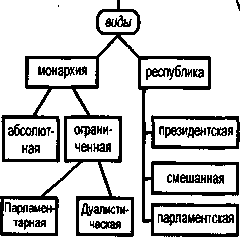 виды
монархия
республика
абсолют-
ная
ограни-
ченная
президентская
смешанная
Парламен-
тарная
Дуалисти-
ческая
парламентская